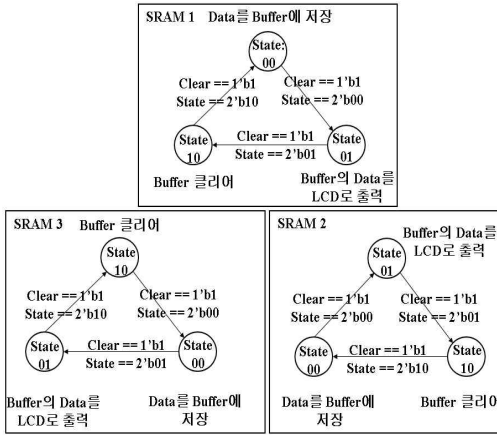 SRAM 1 Data를 Buffer에 저장
State:
00
Clear == 1'b1
State == 2'b10
Clear == 1'b1
State == 2'b00
State
10
Clear == 1'b1
State == 2'b01
State
01
Buffer 클리어
Buffer의 Data를
LCD로 출력
SRAM 3 Buffer 클리어
State
10
Clear == 1'b1
State == 2'b10
Clear == 1'b1
State == 2'b00
State
01
Clear == 1'b1
State == 2'b01
State
00
Buffer의 Data를
LCD로 출력
Data를 Buffer에
저장
SRAM 2
Buffer의 Data를
LCD로 출력
State
01
Clear == 1'b1
State == 2'b00
Clear == 1'b1
State == 2'b01
State
00
Clear == 1'b1
State == 2'b10
State
10
Data를 Buffer에
저장
Buffer 클리어